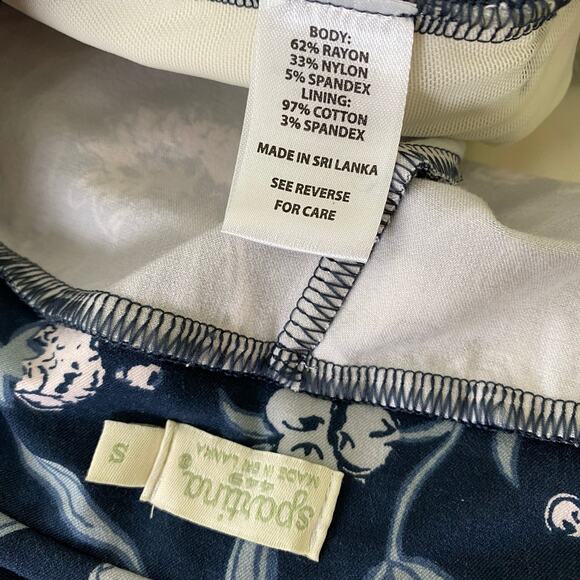 BODY:
62% RAYON
33% NYLON
5% SPANDEX
LINING:
97% COTTON
3% SPANDEX
MADE IN SRI LANKA
SEE REVERSE
FOR CARE
S
spartina
449
®
MADE IN SRI LANKA